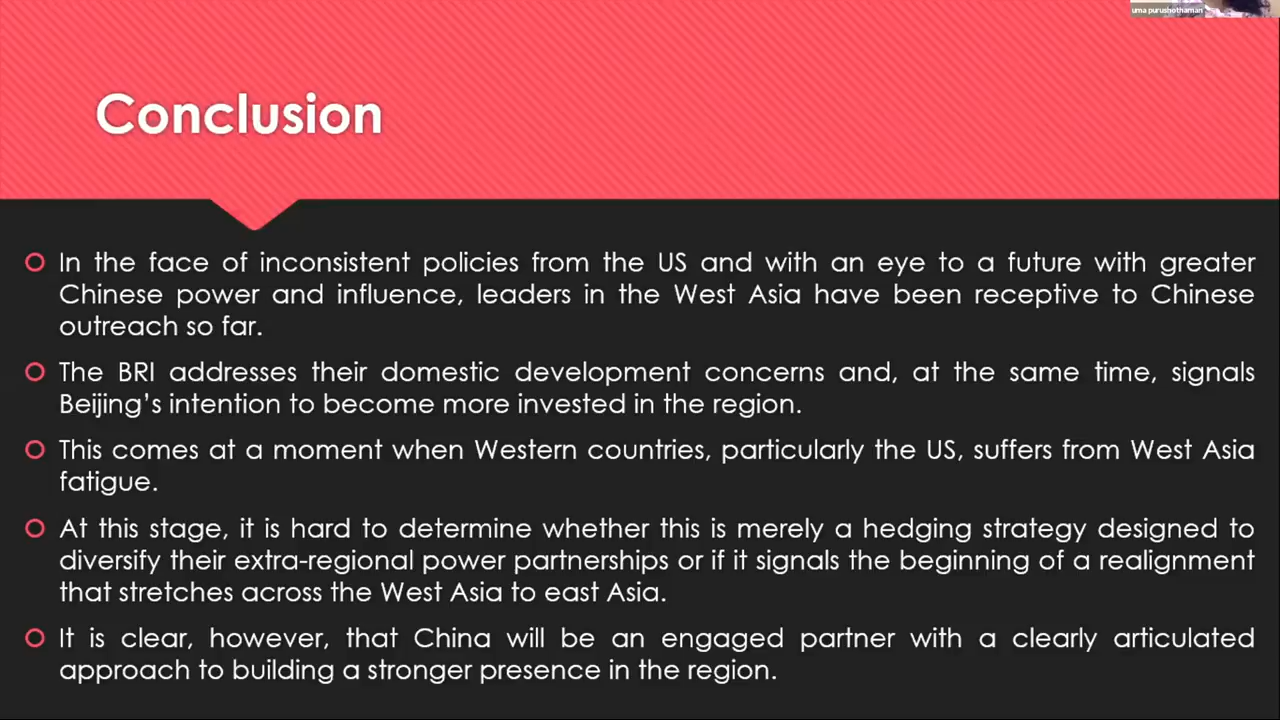 uma purushothaman
Conclusion
In the face of inconsistent policies from the US and with an eye to a future with greater
Chinese power and influence, leaders in the West Asia have been receptive to Chinese
outreach so far.
The BRI addresses their domestic development concerns and, at the same time, signals
Beijing’s intention to become more invested in the region.
This comes at a moment when Western countries, particularly the US, suffers from West Asia
fatigue.
At this stage, it is hard to determine whether this is merely a hedging strategy designed to
diversify their extra-regional power partnerships or if it signals the beginning of a realignment
that stretches across the West Asia to east Asia.
It is clear, however, that China will be an engaged partner with a clearly articulated
approach to building a stronger presence in the region.